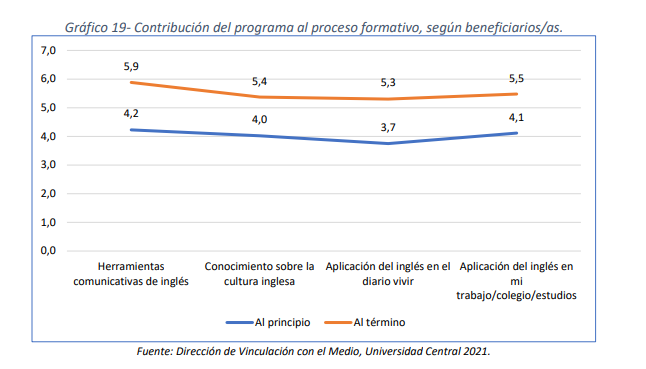 Gráfico 19- Contribución del programa al proceso formativo, según beneficiarios/as.
7,0
6,0
5,0
4,0
3,0
2,0
1,0
0,0
5,9
5,4
5,3
5,5
4,2
4,0
3,7
4,1
Herramientas
comunicativas de inglés
Conocimiento sobre la
cultura inglesa
Aplicación del inglés en el
diario vivir
Aplicación del inglés en
mi
trabajo/colegio/estudios
Al principio
Al término
Fuente: Dirección de Vinculación con el Medio, Universidad Central 2021.